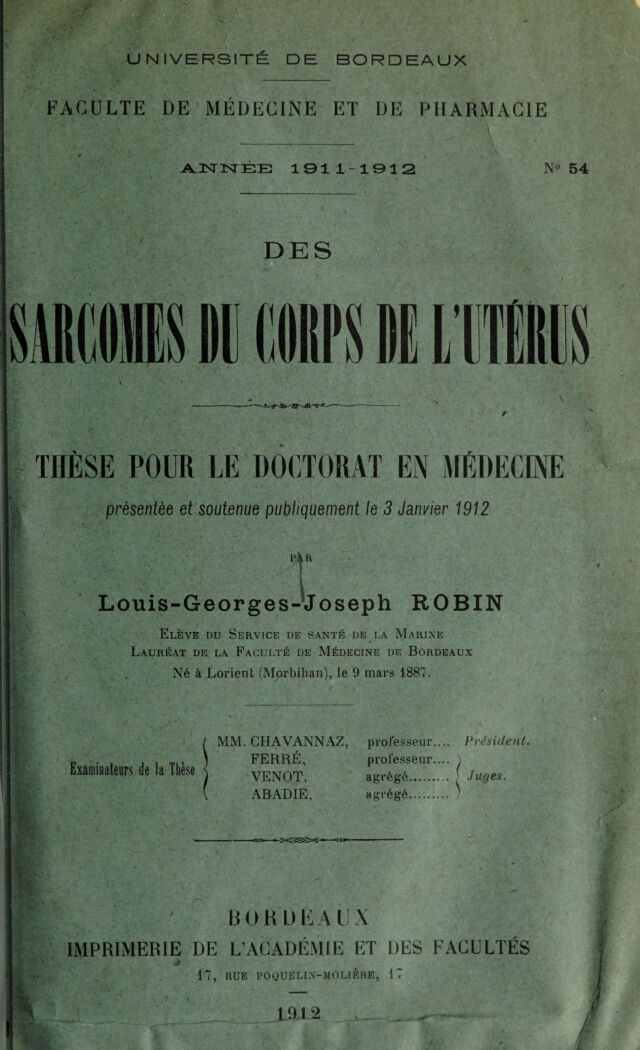 UNIVERSITÉ DE BORDEAUX
FACULTE DE MÉDECINE ET DE PHARMACIE
ANNÉE 1911-1912 N° 54
DES
SARCOMES DU CORPS DE L'UTÉRUS
THÈSE POUR LE DOCTORAT EN MÉDECINE
présentée et soutenue publiquement le 3 Janvier 1912
PAR
Louis-Georges-Joseph ROBIN
ELÈVE DU SERVICE DE SANTÉ DE LA MARINE
LAURÉAT DE LA FACULTÉ DE MÉDECINE DE BORDEAUX
Né à Lorient (Morbihan), le 9 mars 1887.
Examinateurs de la Thèse
MM. CHAVANNAZ, professeur.... Président.
FERRÉ, professeur....
VENOT, agrégé......... Juges.
ABADIE, agrégé.........
BORDEAUX
IMPRIMERIE DE L'ACADÉMIE ET DES FACULTÉS
17, RUE POQUELIN-MOLIÈRE, 17
1912